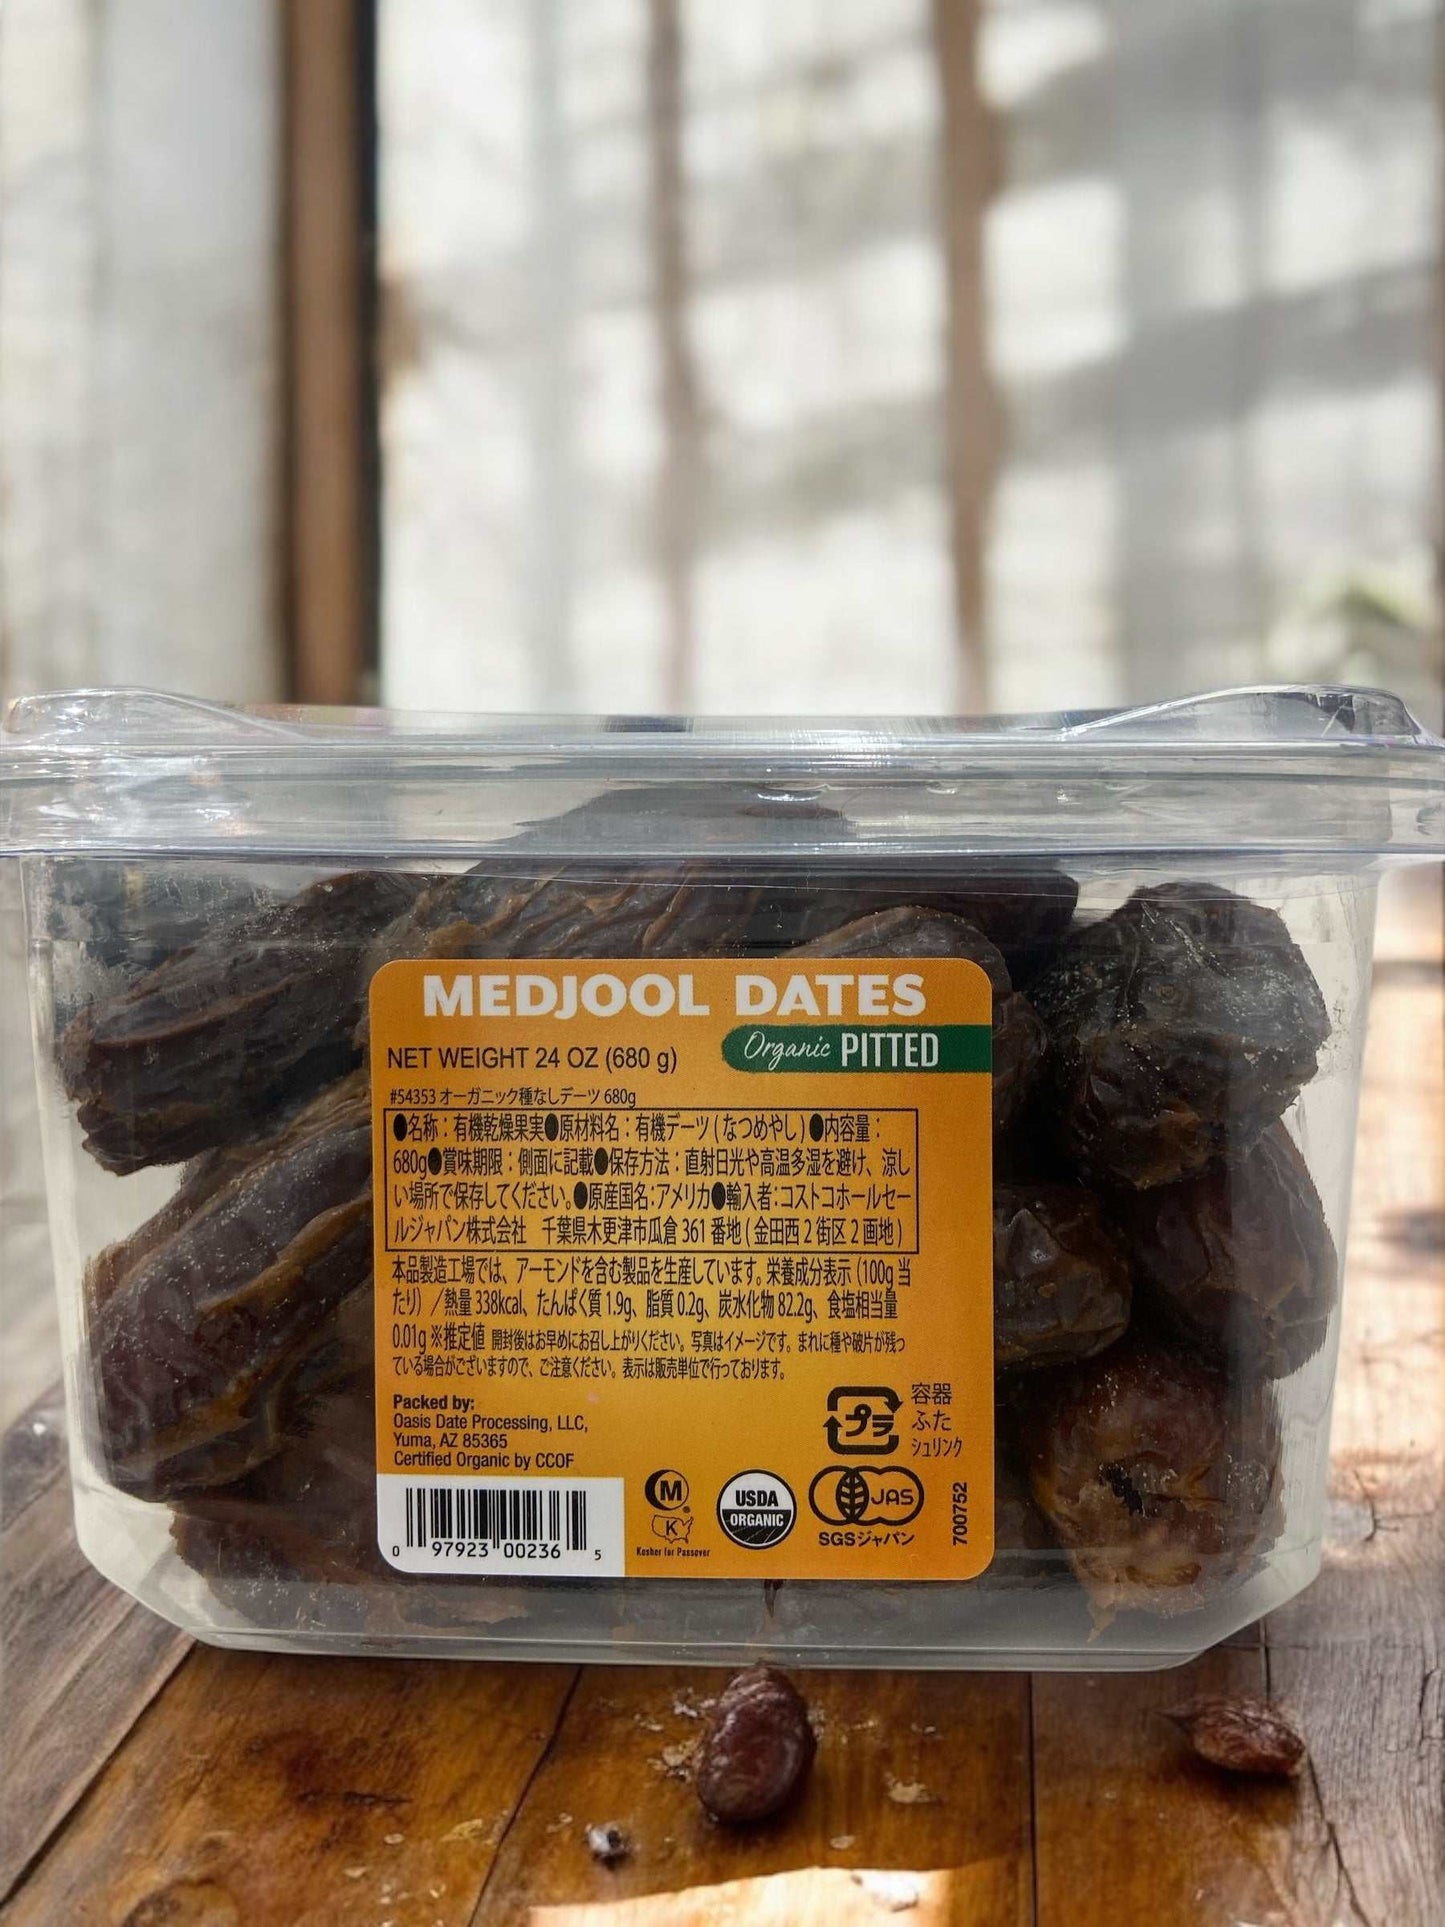 MEDJOOL DATES
Organic PITTED
NET WEIGHT 24 OZ (680 g)
#54353 オーガニック種なしデーツ 680g
●名称：有機乾燥果実●原材料名：有機デーツ(なつめやし)●内容量：
680g●賞味期限：側面に記載●保存方法：直射日光や高温多湿を避け、涼し
い場所で保存してください。●原産国名：アメリカ●輸入者：コストコホールセー
ルジャパン株式会社 千葉県木更津市瓜倉 361 番地(金田西 2 街区 2 画地)
本品製造工場では、アーモンドを含む製品を生産しています。栄養成分表示（100g 当
たり）／熱量 338kcal、たんぱく質 1.9g、脂質 0.2g、炭水化物 82.2g、食塩相当量
0.01g ※推定値 開封後はお早めにお召し上がりください。写真はイメージです。まれに種や破片が残っ
ている場合がございますので、ご注意ください。表示は販売単位で行っております。
Packed by:
Oasis Date Processing, LLC,
Yuma, AZ 85365
Certified Organic by CCOF
プラ
容器
ふた
シュリンク
0 97923 00236 5
M
K
Kosher for Passover
USDA
ORGANIC
JAS
SGSジャパン
700752